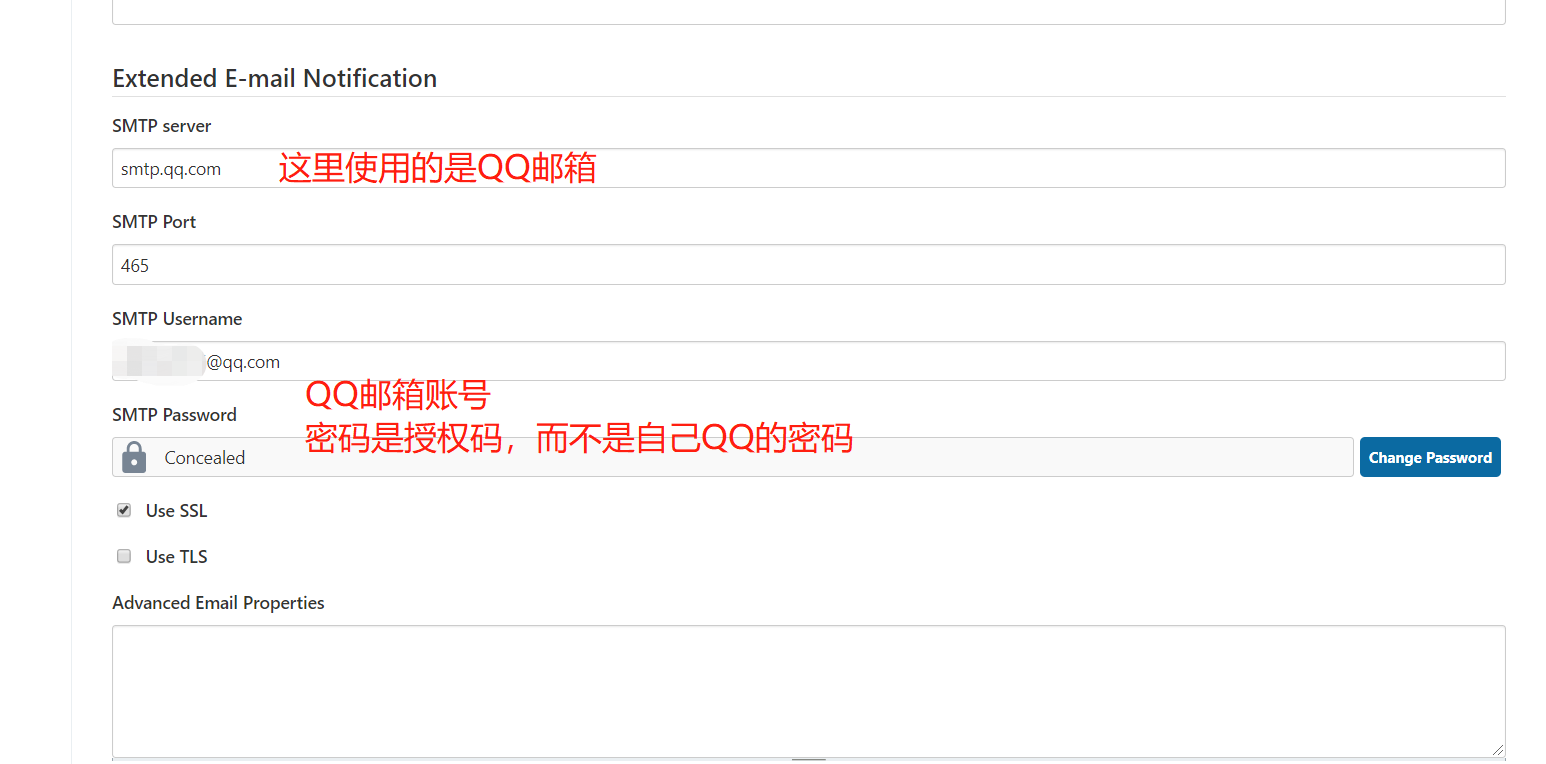 Extended E-mail Notification
SMTP server
smtp.qq.com
这里使用的是QQ邮箱
SMTP Port
465
SMTP Username
@qq.com
QQ邮箱账号
SMTP Password
密码是授权码，而不是自己QQ的密码
Concealed
Change Password
Use SSL
Use TLS
Advanced Email Properties